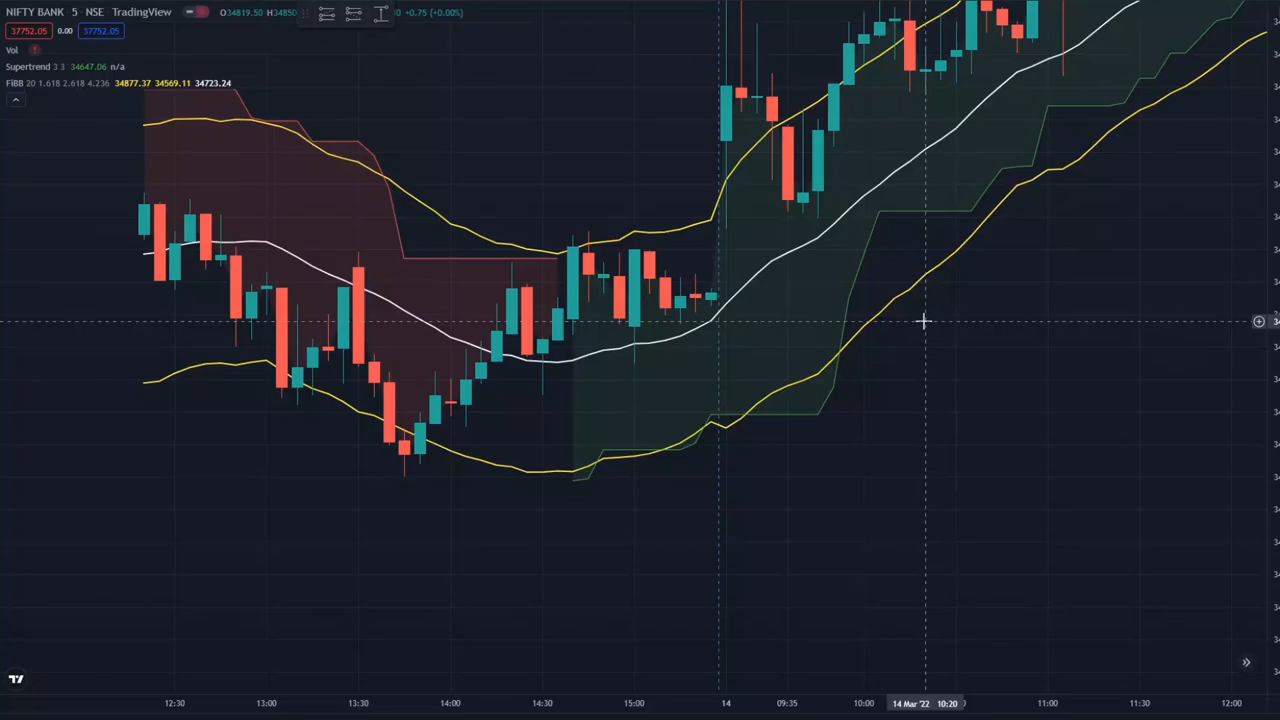 NIFTY BANK 5 NSE TradingView O34819.50 H34850 +0.75 (+0.00%)
37752.05 0.00 37752.05
Vol
Supertrend 3 3 34647.06 n/a
FiBB 20 1.618 2.618 4.236 34877.37 34569.11 34723.24
12:30 13:00 13:30 14:00 14:30 15:00 14 09:35 10:00 14 Mar '22 10:20 11:00 11:30 12:00